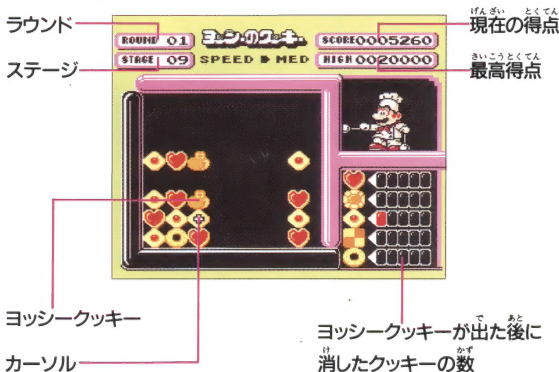 ラウンド
ステージ
ROUND 01
STAGE 09
ヨッシーのクッキー
SPEED ▶ MED
SCORE0005260
HIGH 0020000
げんざい とくてん
現在の得点
さいこうとくてん
最高得点
ヨッシークッキー
カーソル
で あと
ヨッシークッキーが出た後に
け かず
消したクッキーの数